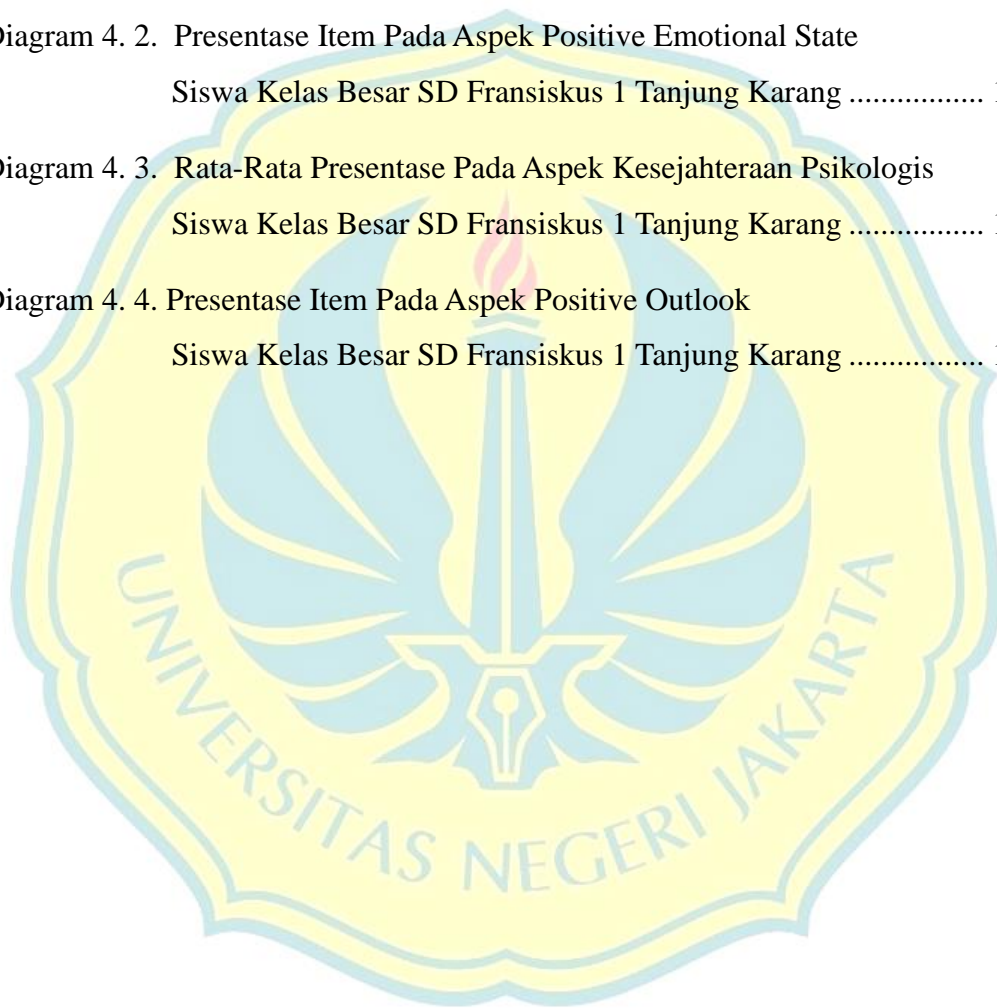 Diagram 4. 2. Presentase Item Pada Aspek Positive Emotional State
Siswa Kelas Besar SD Fransiskus 1 Tanjung Karang .................
Diagram 4. 3. Rata-Rata Presentase Pada Aspek Kesejahteraan Psikologis
Siswa Kelas Besar SD Fransiskus 1 Tanjung Karang .................
Diagram 4. 4. Presentase Item Pada Aspek Positive Outlook
Siswa Kelas Besar SD Fransiskus 1 Tanjung Karang .................
UNIVERSITAS NEGERI JAKARTA